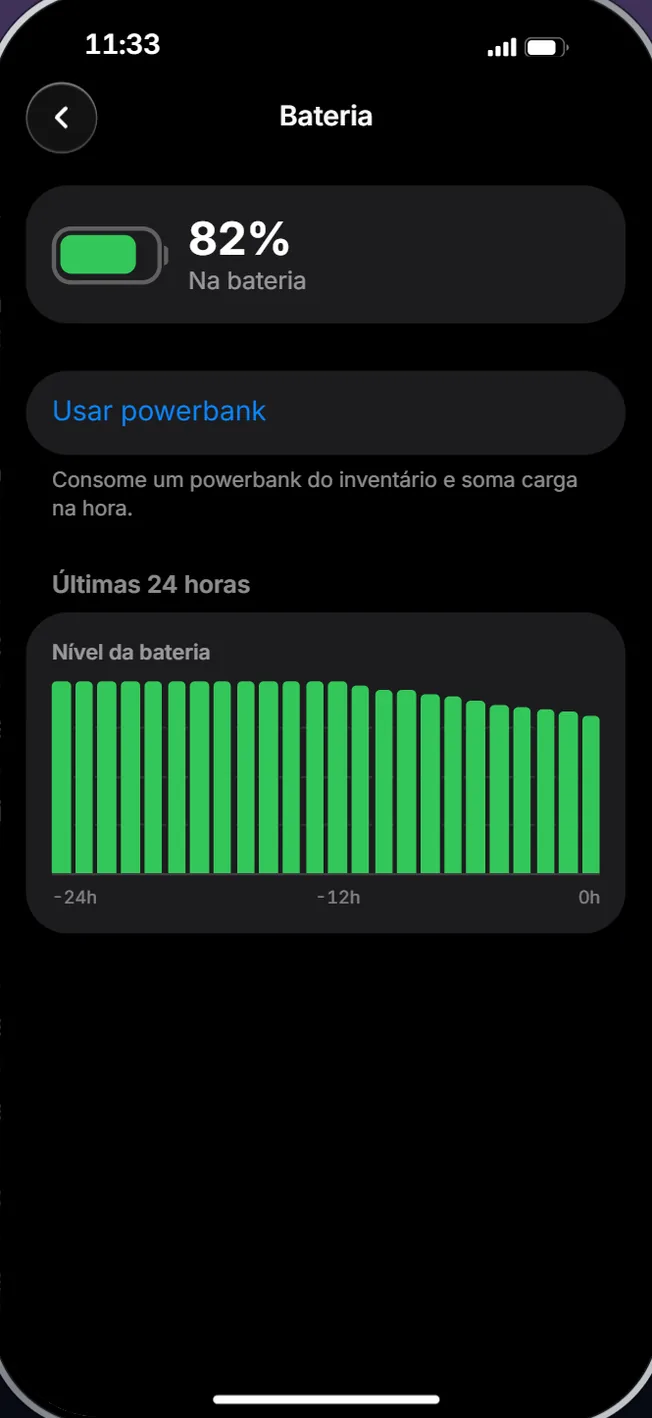 11:33
Bateria
82%
Na bateria
Usar powerbank
Consome um powerbank do inventário e soma carga
na hora.
Últimas 24 horas
Nível da bateria
-24h -12h 0h